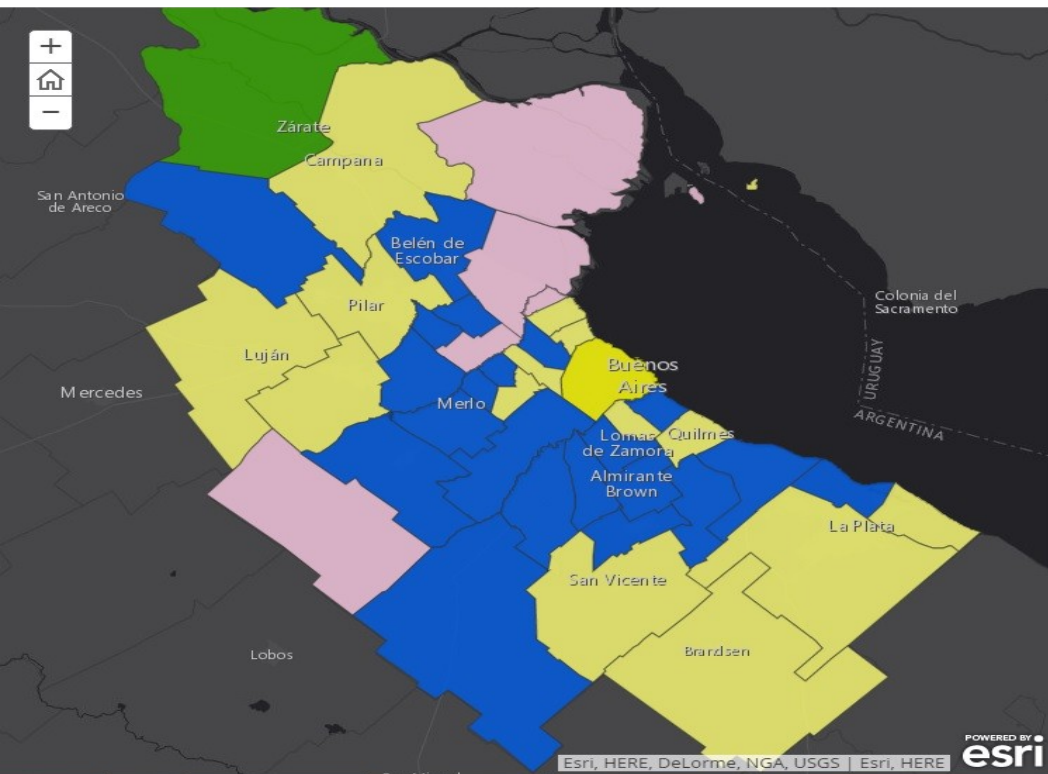 +
−
Zárate
Campana
San Antonio
de Areco
Belén de
Escobar
Pilar
Colonia del
Sacramento
Luján
Buenos
Aires
URUGUAY
Mercedes
Merlo
ARGENTINA
Lomas
de Zamora
Quilmes
Almirante
Brown
La Plata
San Vicente
Lobos
Brandsen
POWERED BY
esri
Esri, HERE, DeLorme, NGA, USGS | Esri, HERE